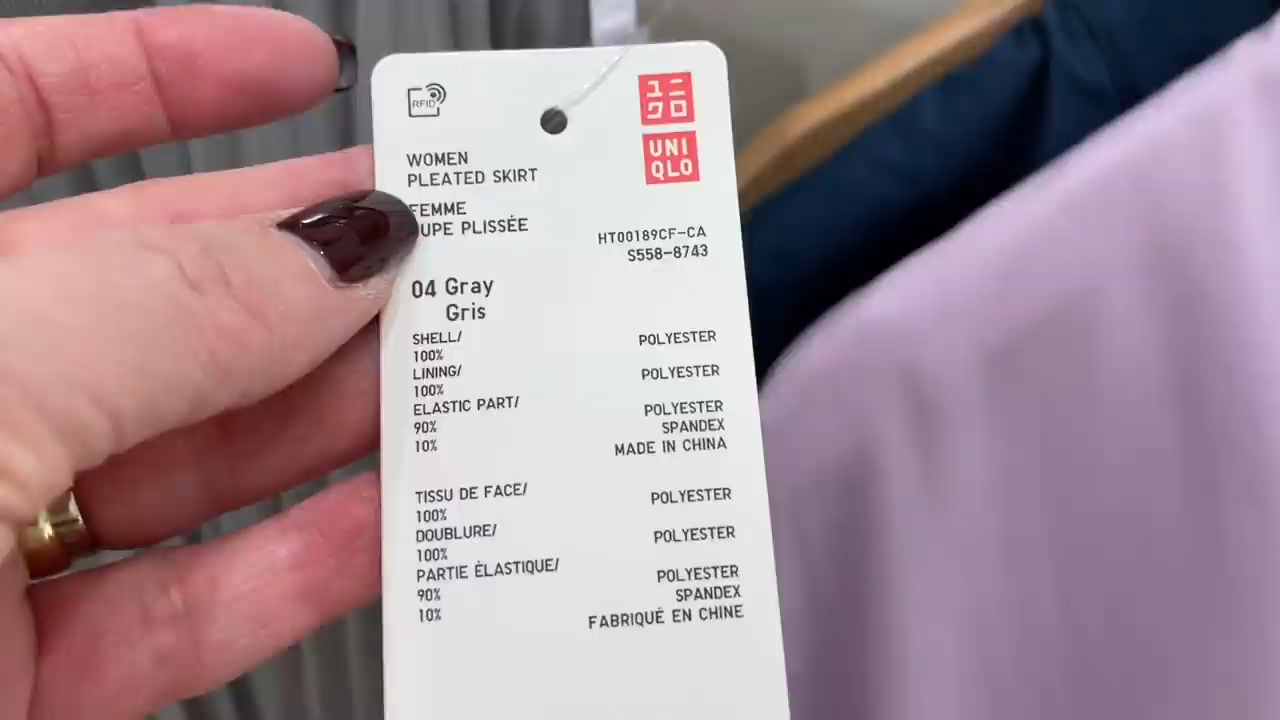 RFID
ユニ
クロ
UNI
QLO
WOMEN
PLEATED SKIRT
FEMME
PLISSÉE
HT00189CF-CA
S558-8743
04 Gray
Gris
SHELL/ POLYESTER
100%
LINING/ POLYESTER
100%
ELASTIC PART/ POLYESTER
90% SPANDEX
10% MADE IN CHINA
TISSU DE FACE/ POLYESTER
100%
DOUBLURE/ POLYESTER
100%
PARTIE ÉLASTIQUE/ POLYESTER
90% SPANDEX
10% FABRIQUÉ EN CHINE